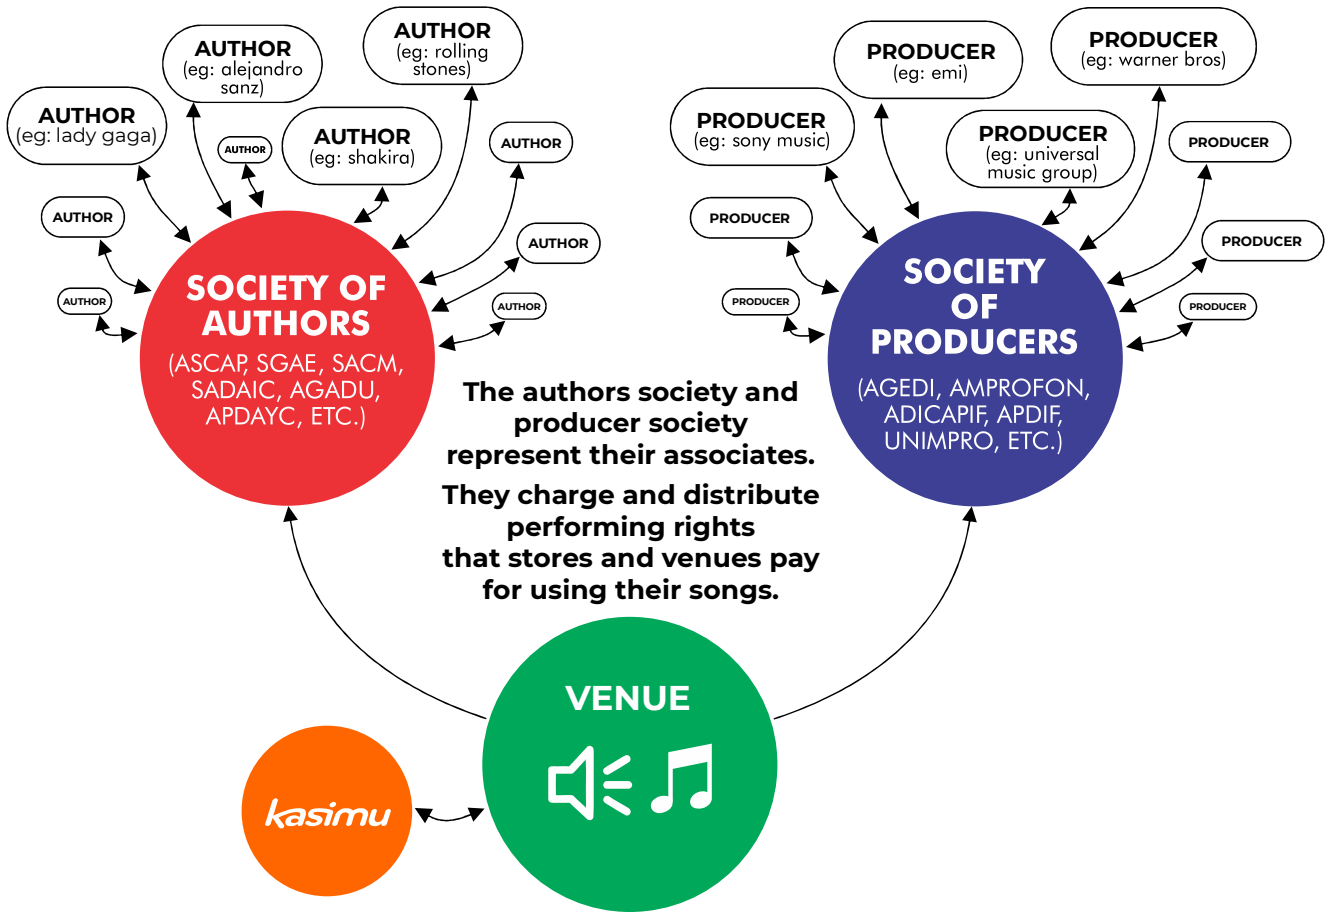 AUTHOR
(eg: lady gaga)
AUTHOR
(eg: alejandro
sanz)
AUTHOR
(eg: rolling
stones)
AUTHOR
AUTHOR
(eg: shakira)
AUTHOR
AUTHOR
AUTHOR
AUTHOR
AUTHOR
SOCIETY OF
AUTHORS
(ASCAP, SGAE, SACM,
SADAIC, AGADU,
APDAYC, ETC.)
PRODUCER
(eg: sony music)
PRODUCER
(eg: emi)
PRODUCER
(eg: warner bros)
PRODUCER
(eg: universal
music group)
PRODUCER
PRODUCER
PRODUCER
PRODUCER
PRODUCER
SOCIETY
OF
PRODUCERS
(AGEDI, AMPROFON,
ADICAPIF, APDIF,
UNIMPRO, ETC.)
The authors society and
producer society
represent their associates.
They charge and distribute
performing rights
that stores and venues pay
for using their songs.
VENUE
kasimu